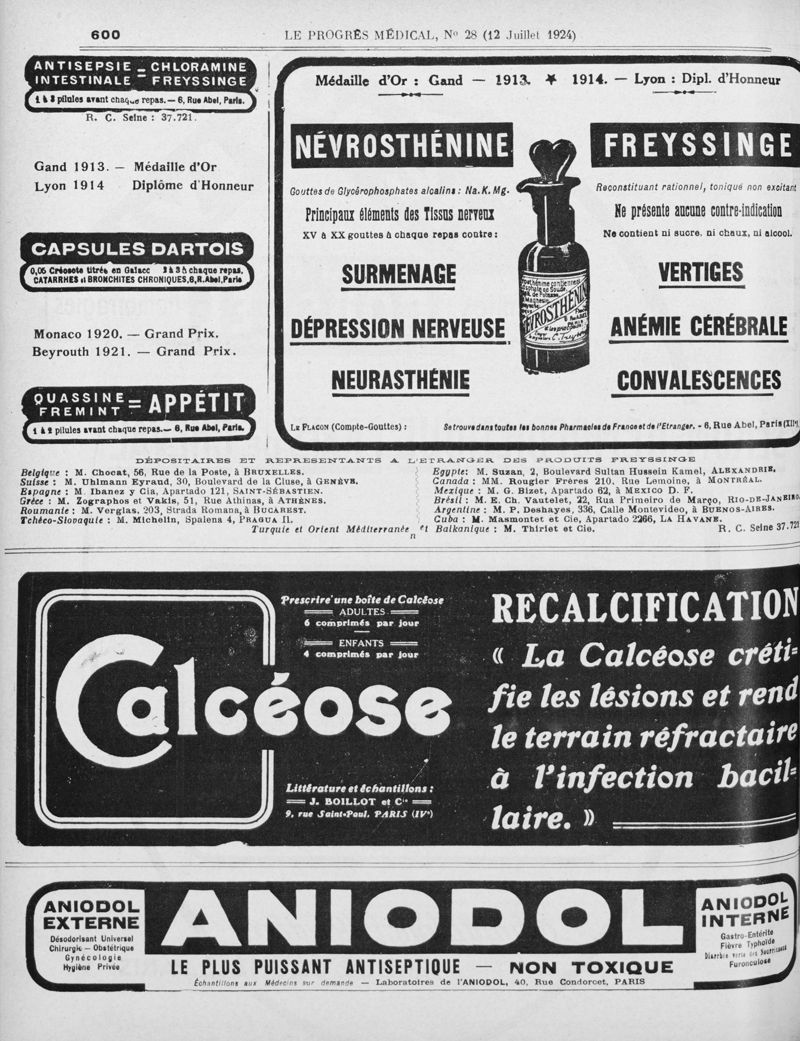 600
LE PROGRÈS MÉDICAL, No 28 (12 Juillet 1924)
ANTISEPSIE = CHLORAMINE
INTESTINALE = FREYSSINGE
1 à 3 pilules avant chaque repas. — 6, Rue Abel, Paris.
R. C. Seine : 37.721.
Gand 1913. — Médaille d'Or
Lyon 1914 Diplôme d'Honneur
CAPSULES DARTOIS
0,05 Créosote titrée en Gaïacc 2 à 3 à chaque repas.
CATARRHES et BRONCHITES CHRONIQUES, 6, R. Abel, Paris
Monaco 1920. — Grand Prix.
Beyrouth 1921. — Grand Prix.
QUASSINE
FREMINT = APPÉTIT
1 à 2 pilules avant chaque repas. — 6, Rue Abel, Paris.
Médaille d'Or : Gand — 1913. ★ 1914. — Lyon : Dipl. d'Honneur
NÉVROSTHÉNINE FREYSSINGE
Gouttes de Glycérophosphates alcalins : Na. K. Mg.
Principaux éléments des Tissus nerveux
XV à XX gouttes à chaque repas contre :
SURMENAGE
DÉPRESSION NERVEUSE
NEURASTHÉNIE
Reconstituant rationnel, tonique non excitant
Ne présente aucune contre-indication
Ne contient ni sucre, ni chaux, ni alcool.
VERTIGES
ANÉMIE CÉRÉBRALE
CONVALESCENCES
LE FLACON (Compte-Gouttes) : Se trouve dans toutes les bonnes Pharmacies de France et de l'Etranger. - 6, Rue Abel, Paris (XIIe)
DÉPOSITAIRES ET REPRESENTANTS A L'ETRANGER DES PRODUITS FREYSSINGE
Belgique : M. Chocat, 56, Rue de la Poste, à BRUXELLES.
Suisse : M. Uhlmann Eyraud, 30, Boulevard de la Cluse, à GENÈVE.
Espagne : M. Ibanez y Cia, Apartado 121, SAINT-SÉBASTIEN.
Grèce : M. Zographos et Vakis, 51, Rue Athinas, à ATHÈNES.
Roumanie : M. Verglas, 203, Strada Romana, à BUCAREST.
Tchéco-Slovaquie : M. Michelin, Spalena 4, PRAGUA II.
Egypte : M. Suzan, 2, Boulevard Sultan Hussein Kamel, ALEXANDRIE.
Canada : MM. Rougier Frères 210, Rue Lemoine, à MONTRÉAL.
Mexique : M. G. Bizet, Apartado 62, à MEXICO D. F.
Brésil : M. E. Ch. Vautelet, 22, Rua Primeiro de Março, RIO-DE-JANEIRO
Argentine : M. P. Deshayes, 336, Calle Montevideo, à BUENOS-AIRES.
Cuba : M. Masmontet et Cie, Apartado 2266, LA HAVANE.
Turquie et Orient Méditerranéen et Balkanique : M. Thiriet et Cie.
R. C. Seine 37.721
Calcéose
Prescrire une boîte de Calcéose
ADULTES
6 comprimés par jour
ENFANTS
4 comprimés par jour
Littérature et échantillons :
J. BOILLOT et Cie
9, rue Saint-Paul, PARIS (IVe)
RECALCIFICATION
« La Calcéose créti-
fie les lésions et rend
le terrain réfractaire
à l'infection bacil-
laire. »
ANIODOL
EXTERNE
Désodorisant Universel
Chirurgie – Obstétrique
Gynécologie
Hygiène Privée
ANIODOL
LE PLUS PUISSANT ANTISEPTIQUE — NON TOXIQUE
Échantillons aux Médecins sur demande — Laboratoires de l'ANIODOL, 40, Rue Condorcet, PARIS
ANIODOL
INTERNE
Gastro-Entérite
Fièvre Typhoïde
Diarrhée verte des Nourrissons
Furonculose